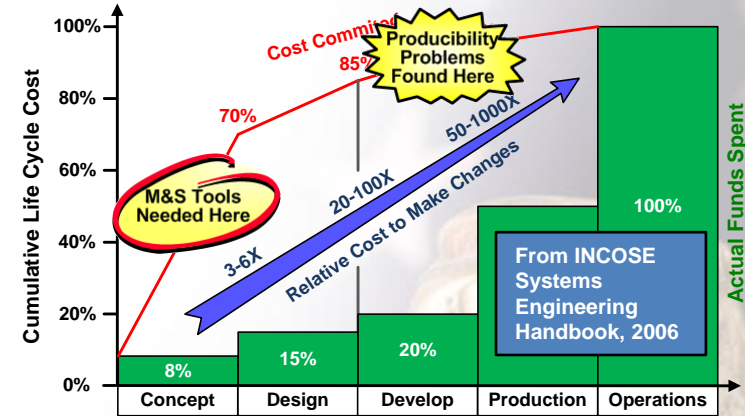 100%
80%
60%
40%
20%
0%
Cumulative Life Cycle Cost
Cost
Producibility
Problems
Found Here
85%
70%
M&S Tools
Needed Here
3-6X
20-100X
50-1000X
Relative Cost to Make Changes
8%
15%
20%
100%
From INCOSE
Systems
Engineering
Handbook, 2006
Actual Funds Spent
Concept
Design
Develop
Production
Operations